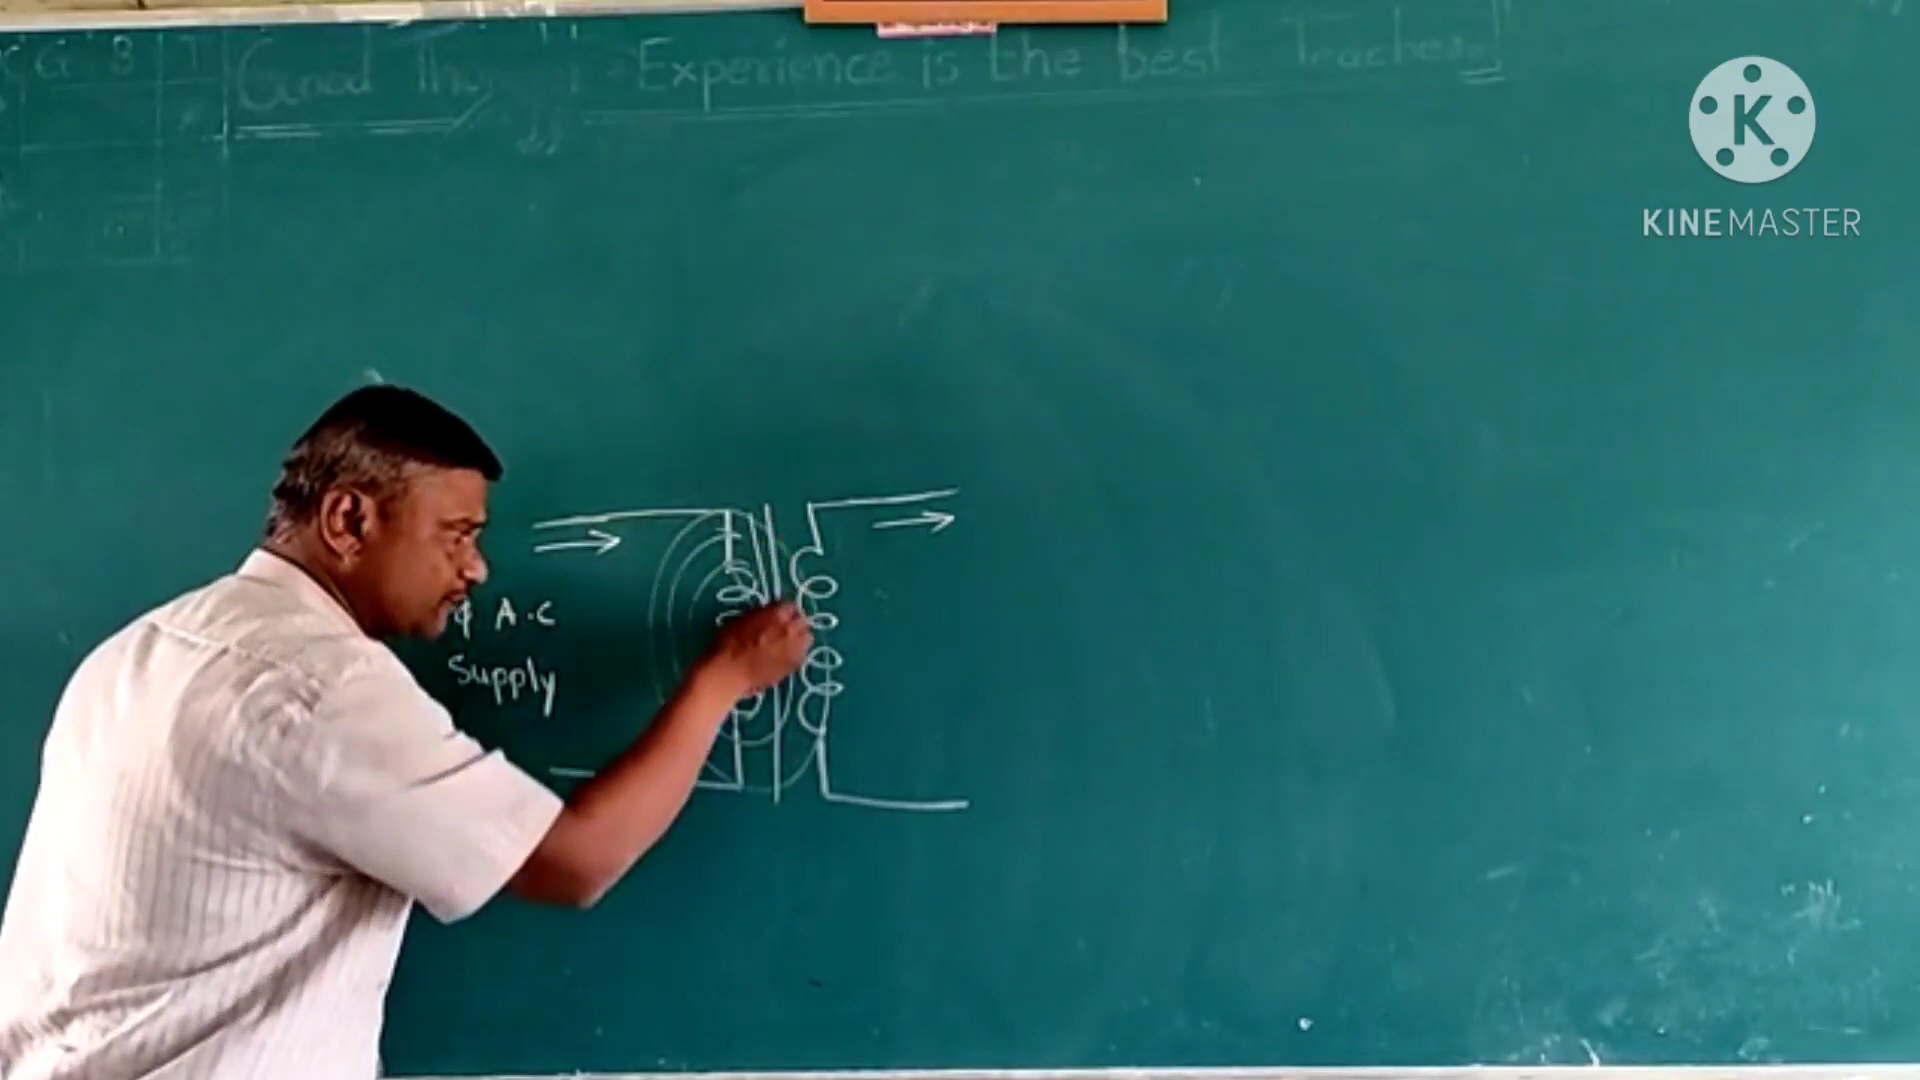 Good Thought - Experience is the best Teacher
KINEMASTER
ϕ A.C
Supply